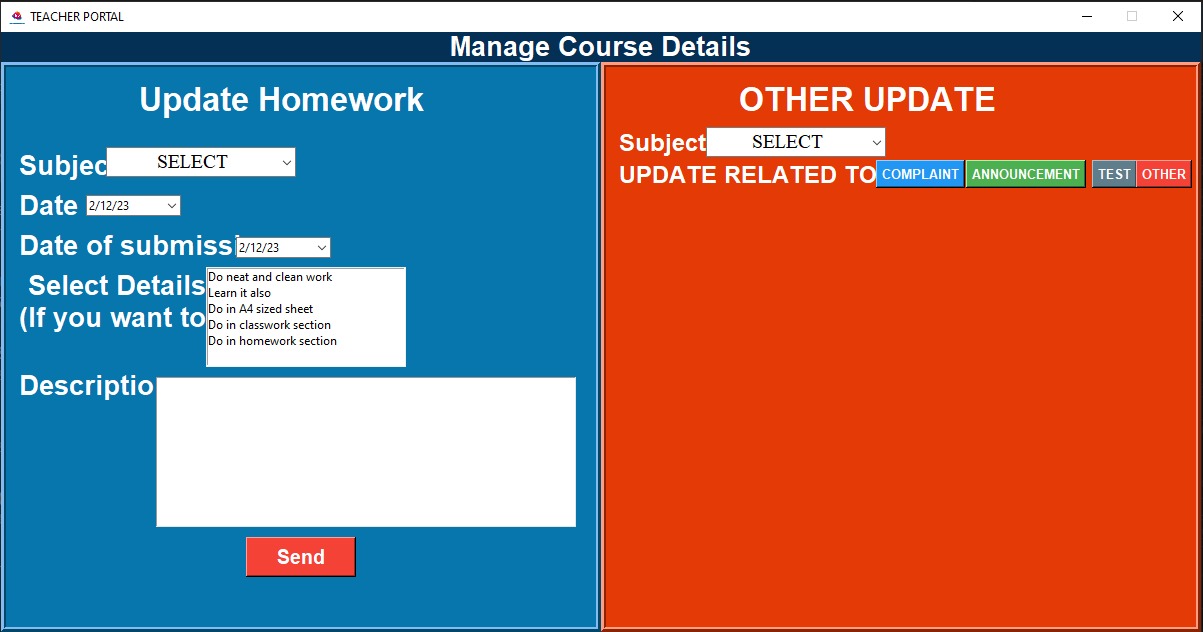 TEACHER PORTAL
Manage Course Details
Update Homework
Subjec SELECT
Date 2/12/23
Date of submiss 2/12/23
Select Details
(If you want to
Do neat and clean work
Learn it also
Do in A4 sized sheet
Do in classwork section
Do in homework section
Descriptio
Send
OTHER UPDATE
Subject SELECT
UPDATE RELATED TO COMPLAINT ANNOUNCEMENT TEST OTHER